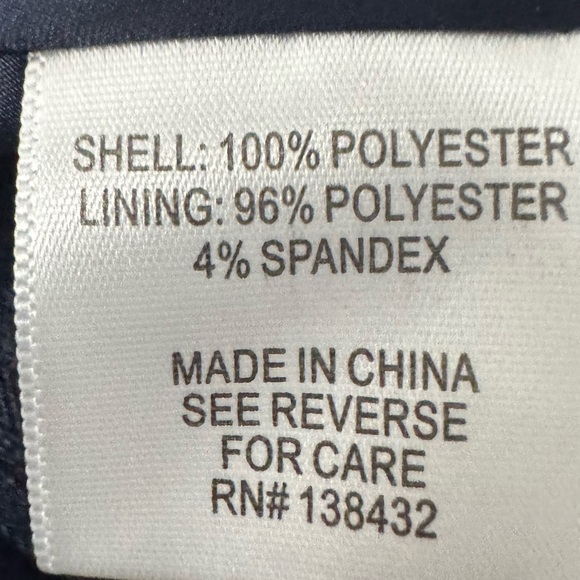 SHELL: 100% POLYESTER
LINING: 96% POLYESTER
4% SPANDEX
MADE IN CHINA
SEE REVERSE
FOR CARE
RN# 138432